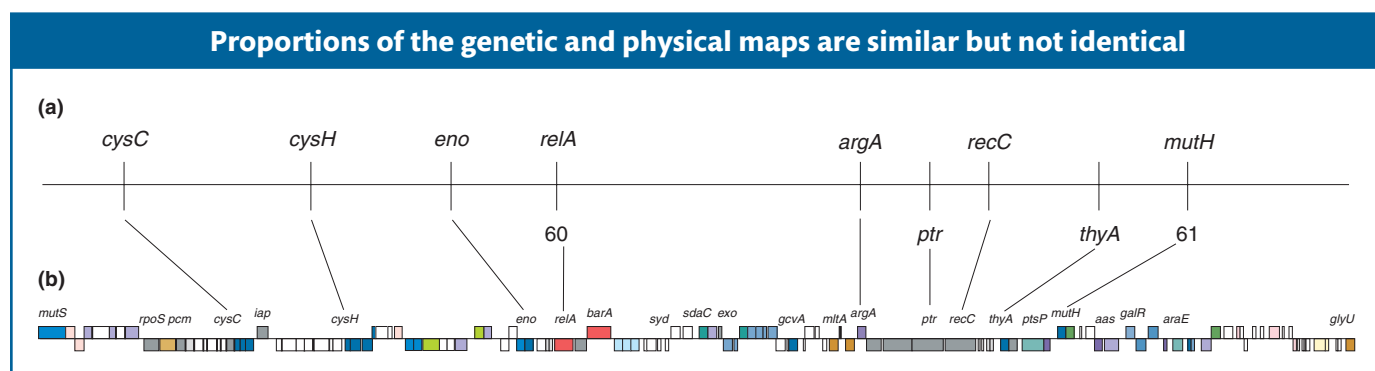 Proportions of the genetic and physical maps are similar but not identical
(a)
cysC cysH eno relA argA recC mutH
60 ptr thyA 61
(b)
mutS rpoS pcm cysC iap cysH eno relA barA syd sdaC exo gcvA mltA argA ptr recC thyA ptsP mutH aas galR araE glyU